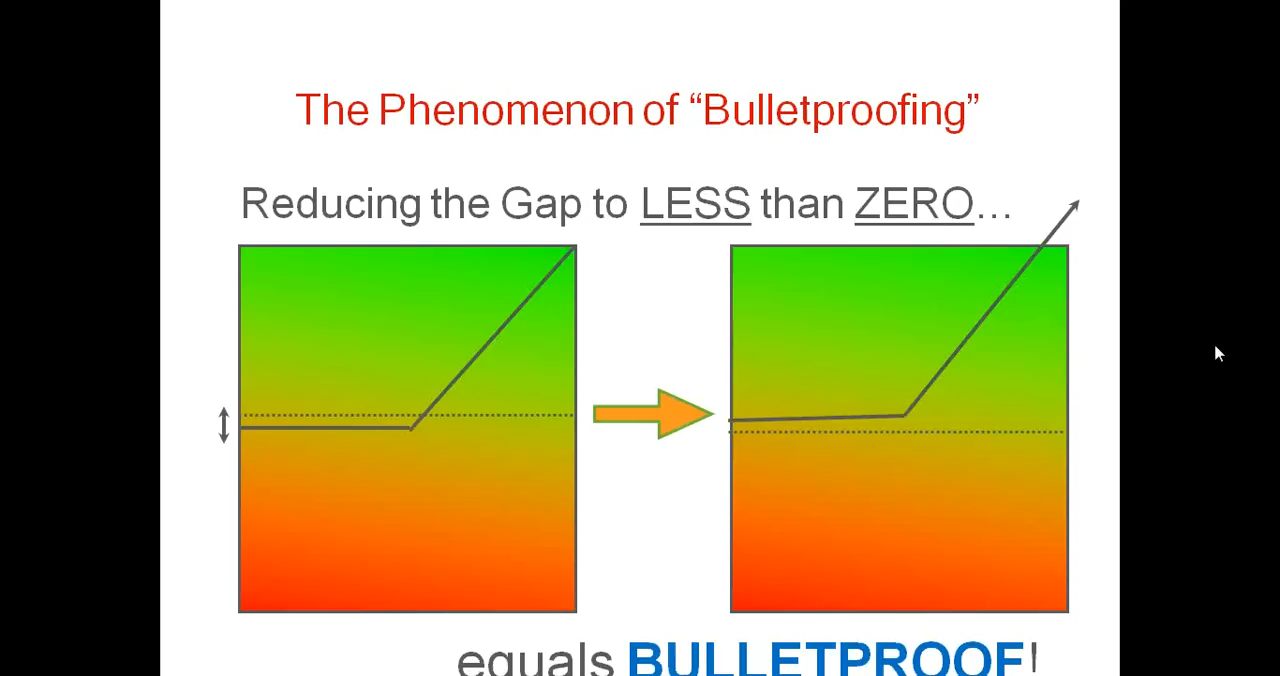 The Phenomenon of “Bulletproofing”
Reducing the Gap to LESS than ZERO…
equals BULLETPROOF!